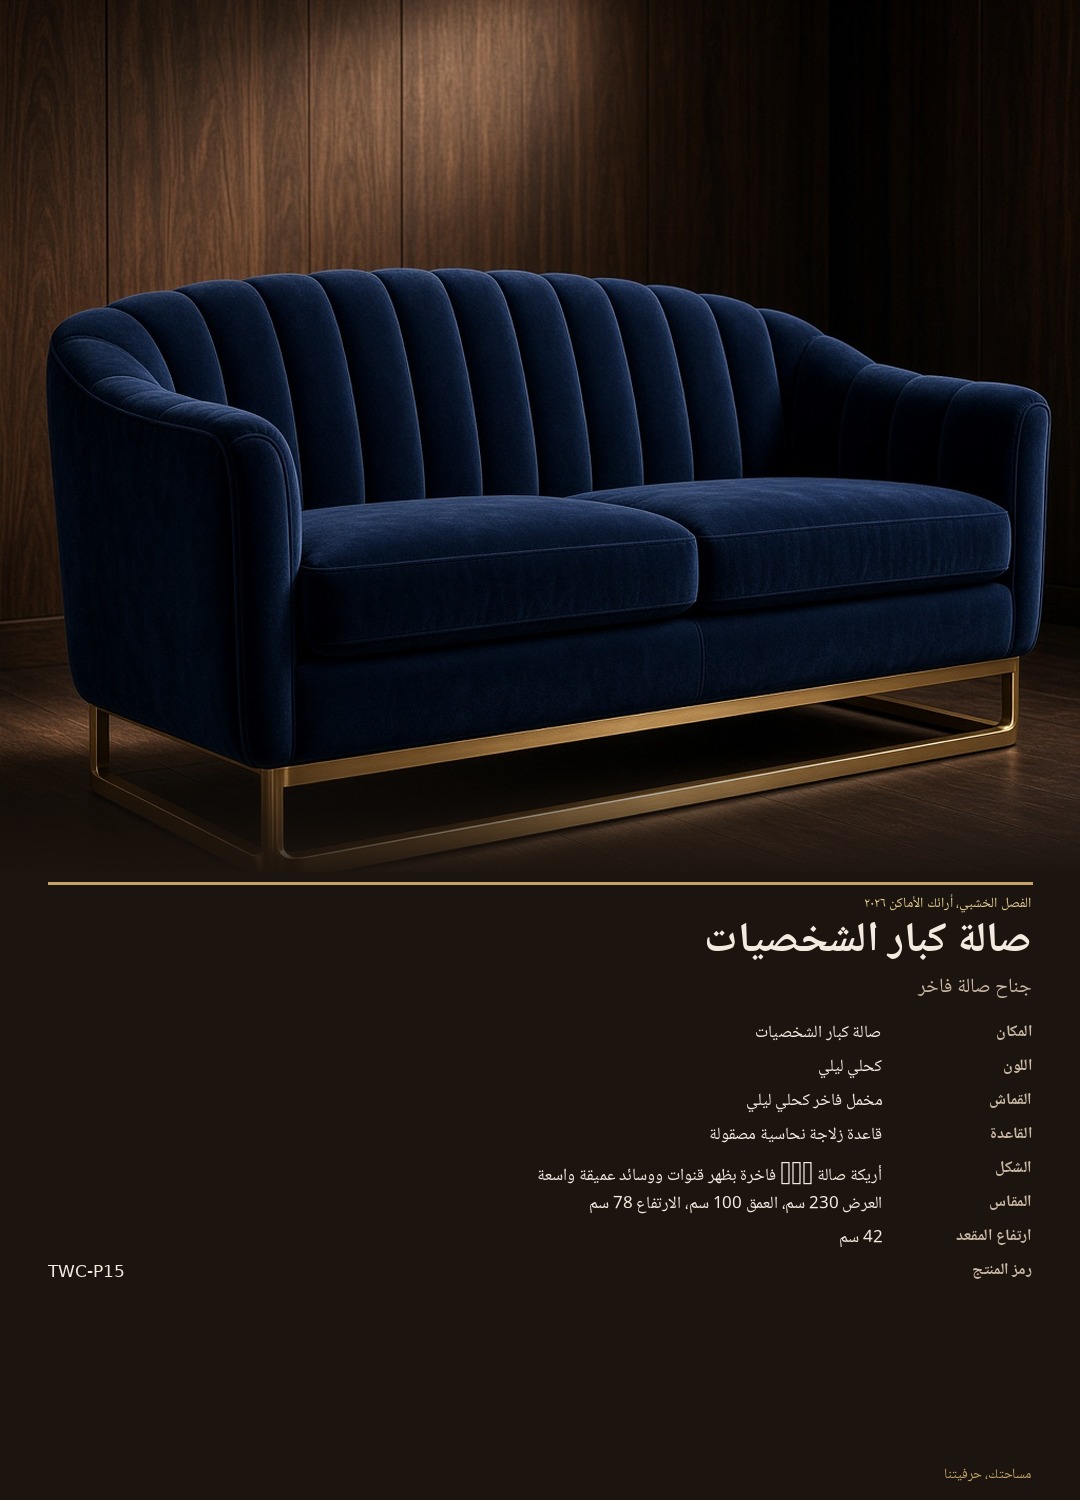 الفصل الخشبي، أرائك الأماكن ٢٠٢٦
صالة كبار الشخصيات
جناح صالة فاخر
المكان صالة كبار الشخصيات
اللون كحلي ليلي
القماش مخمل فاخر كحلي ليلي
القاعدة قاعدة زلاجة نحاسية مصقولة
الشكل أريكة صالة فاخرة بظهر قنوات ووسائد عميقة واسعة
المقاس العرض 230 سم، العمق 100 سم، الارتفاع 78 سم
ارتفاع المقعد 42 سم
رمز المنتج TWC-P15
مساحتك، حرفيتنا